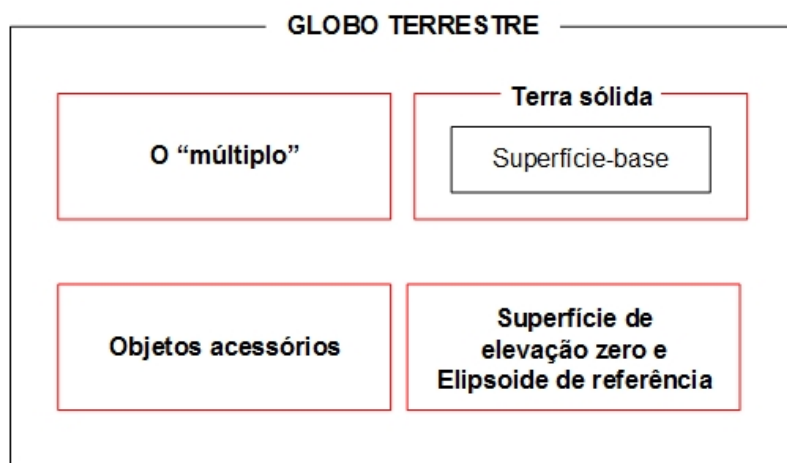 GLOBO TERRESTRE
O “múltiplo”
Terra sólida
Superfície-base
Objetos acessórios
Superfície de
elevação zero e
Elipsoide de referência